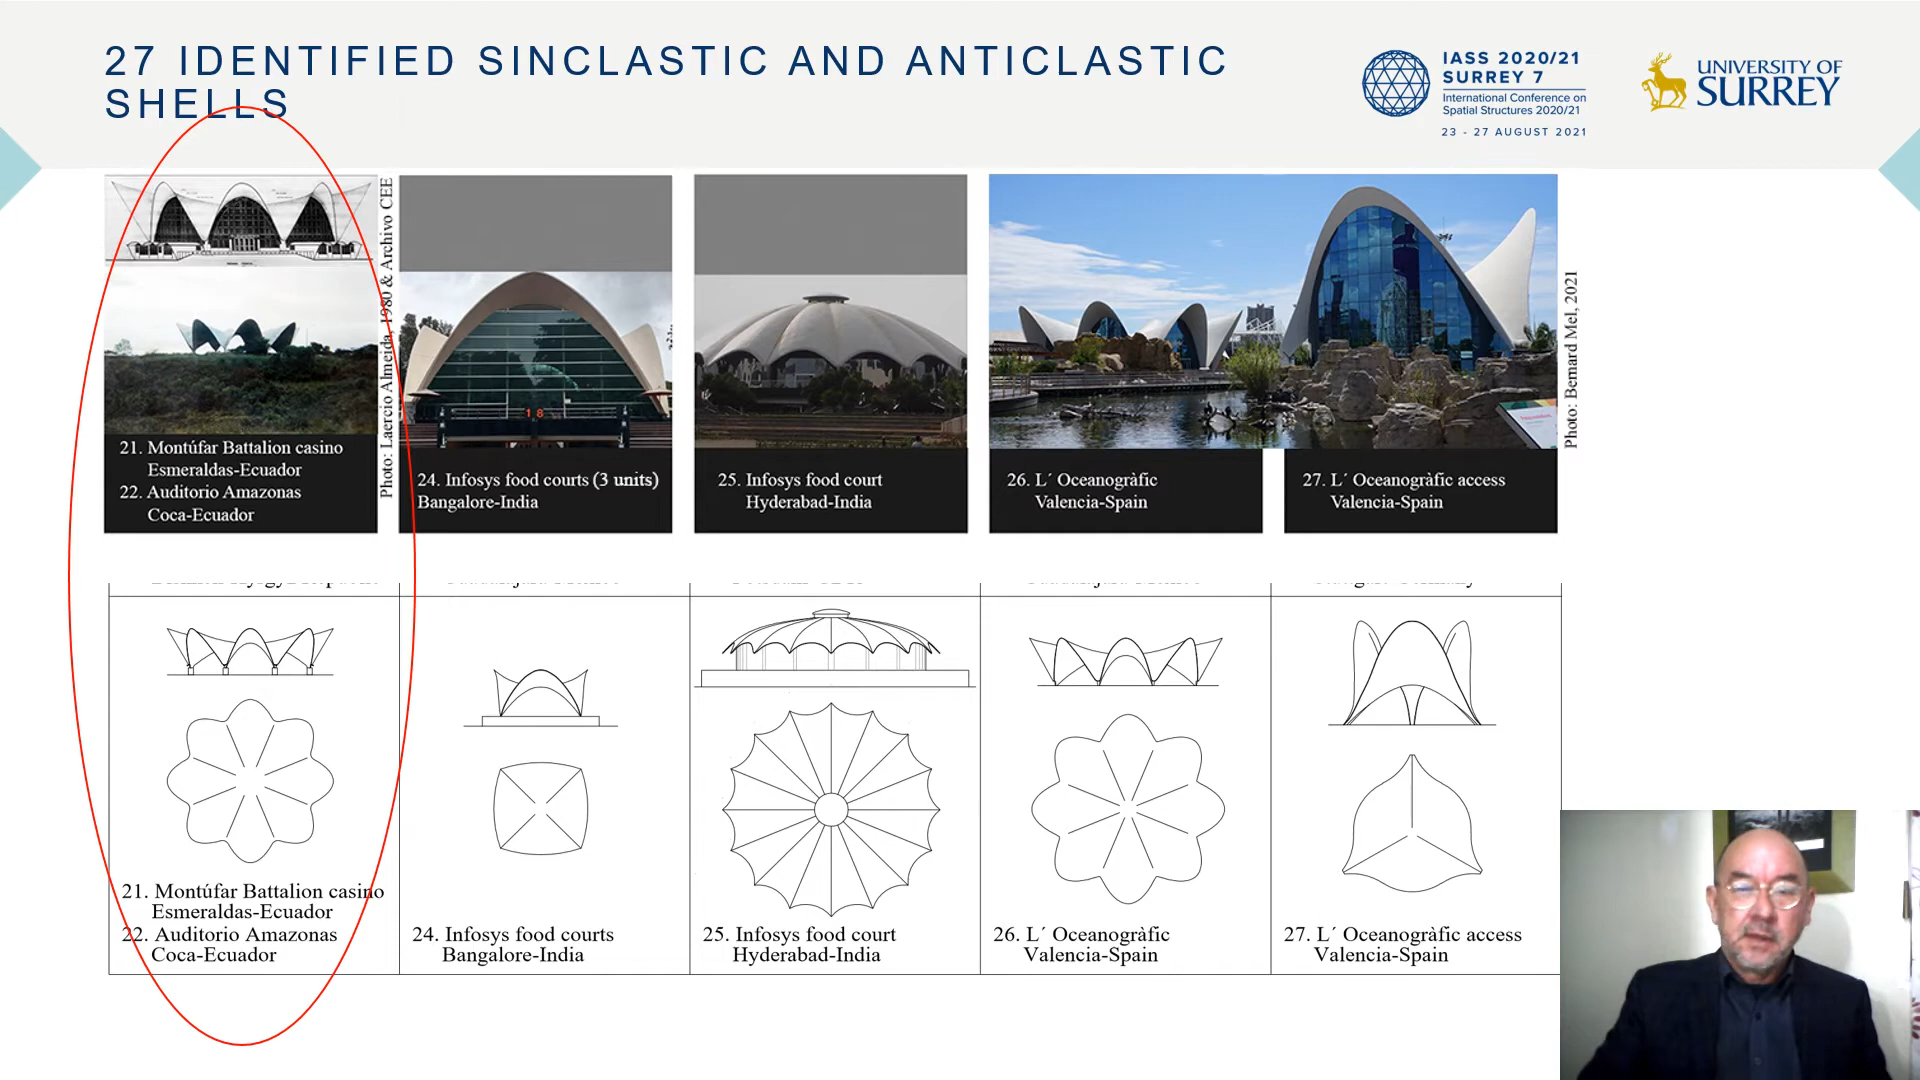 27 IDENTIFIED SINCLASTIC AND ANTICLASTIC
SHELLS
IASS 2020/21
SURREY 7
International Conference on
Spatial Structures 2020/21
23 - 27 AUGUST 2021
UNIVERSITY OF
SURREY
Photo: Laercio Almeida, 1980 & Archivo CEE
18
21. Montúfar Battalion casino
Esmeraldas-Ecuador
22. Auditorio Amazonas
Coca-Ecuador
24. Infosys food courts (3 units)
Bangalore-India
25. Infosys food court
Hyderabad-India
26. L´ Oceanogràfic
Valencia-Spain
27. L´ Oceanogràfic access
Valencia-Spain
Photo: Bernard Mel, 2021
21. Montúfar Battalion casino
Esmeraldas-Ecuador
22. Auditorio Amazonas
Coca-Ecuador
24. Infosys food courts
Bangalore-India
25. Infosys food court
Hyderabad-India
26. L´ Oceanogràfic
Valencia-Spain
27. L´ Oceanogràfic access
Valencia-Spain